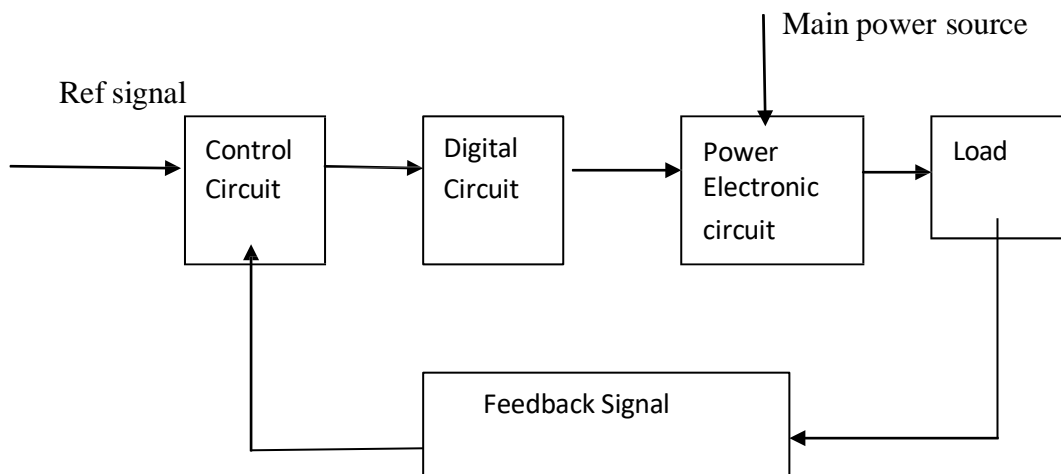 Main power source
Ref signal
Control
Circuit
Digital
Circuit
Power
Electronic
circuit
Load
Feedback Signal